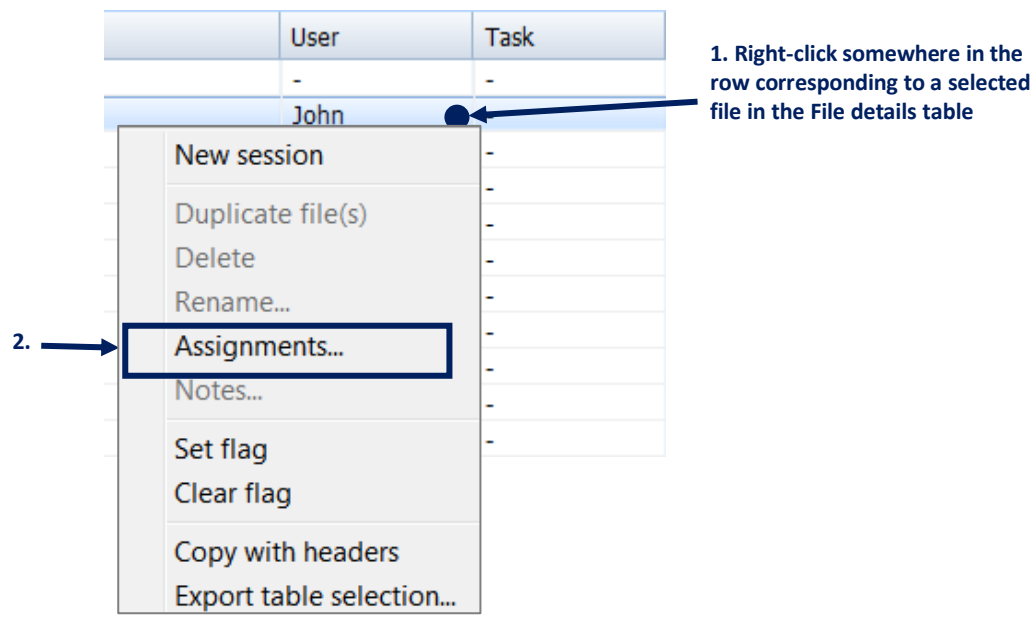 User Task
1. Right-click somewhere in the
row corresponding to a selected
file in the File details table
- -
John -
New session
-
-
Duplicate file(s)
-
Delete
-
Rename...
-
2.
Assignments...
-
-
Notes...
-
Set flag
-
Clear flag
Copy with headers
Export table selection...